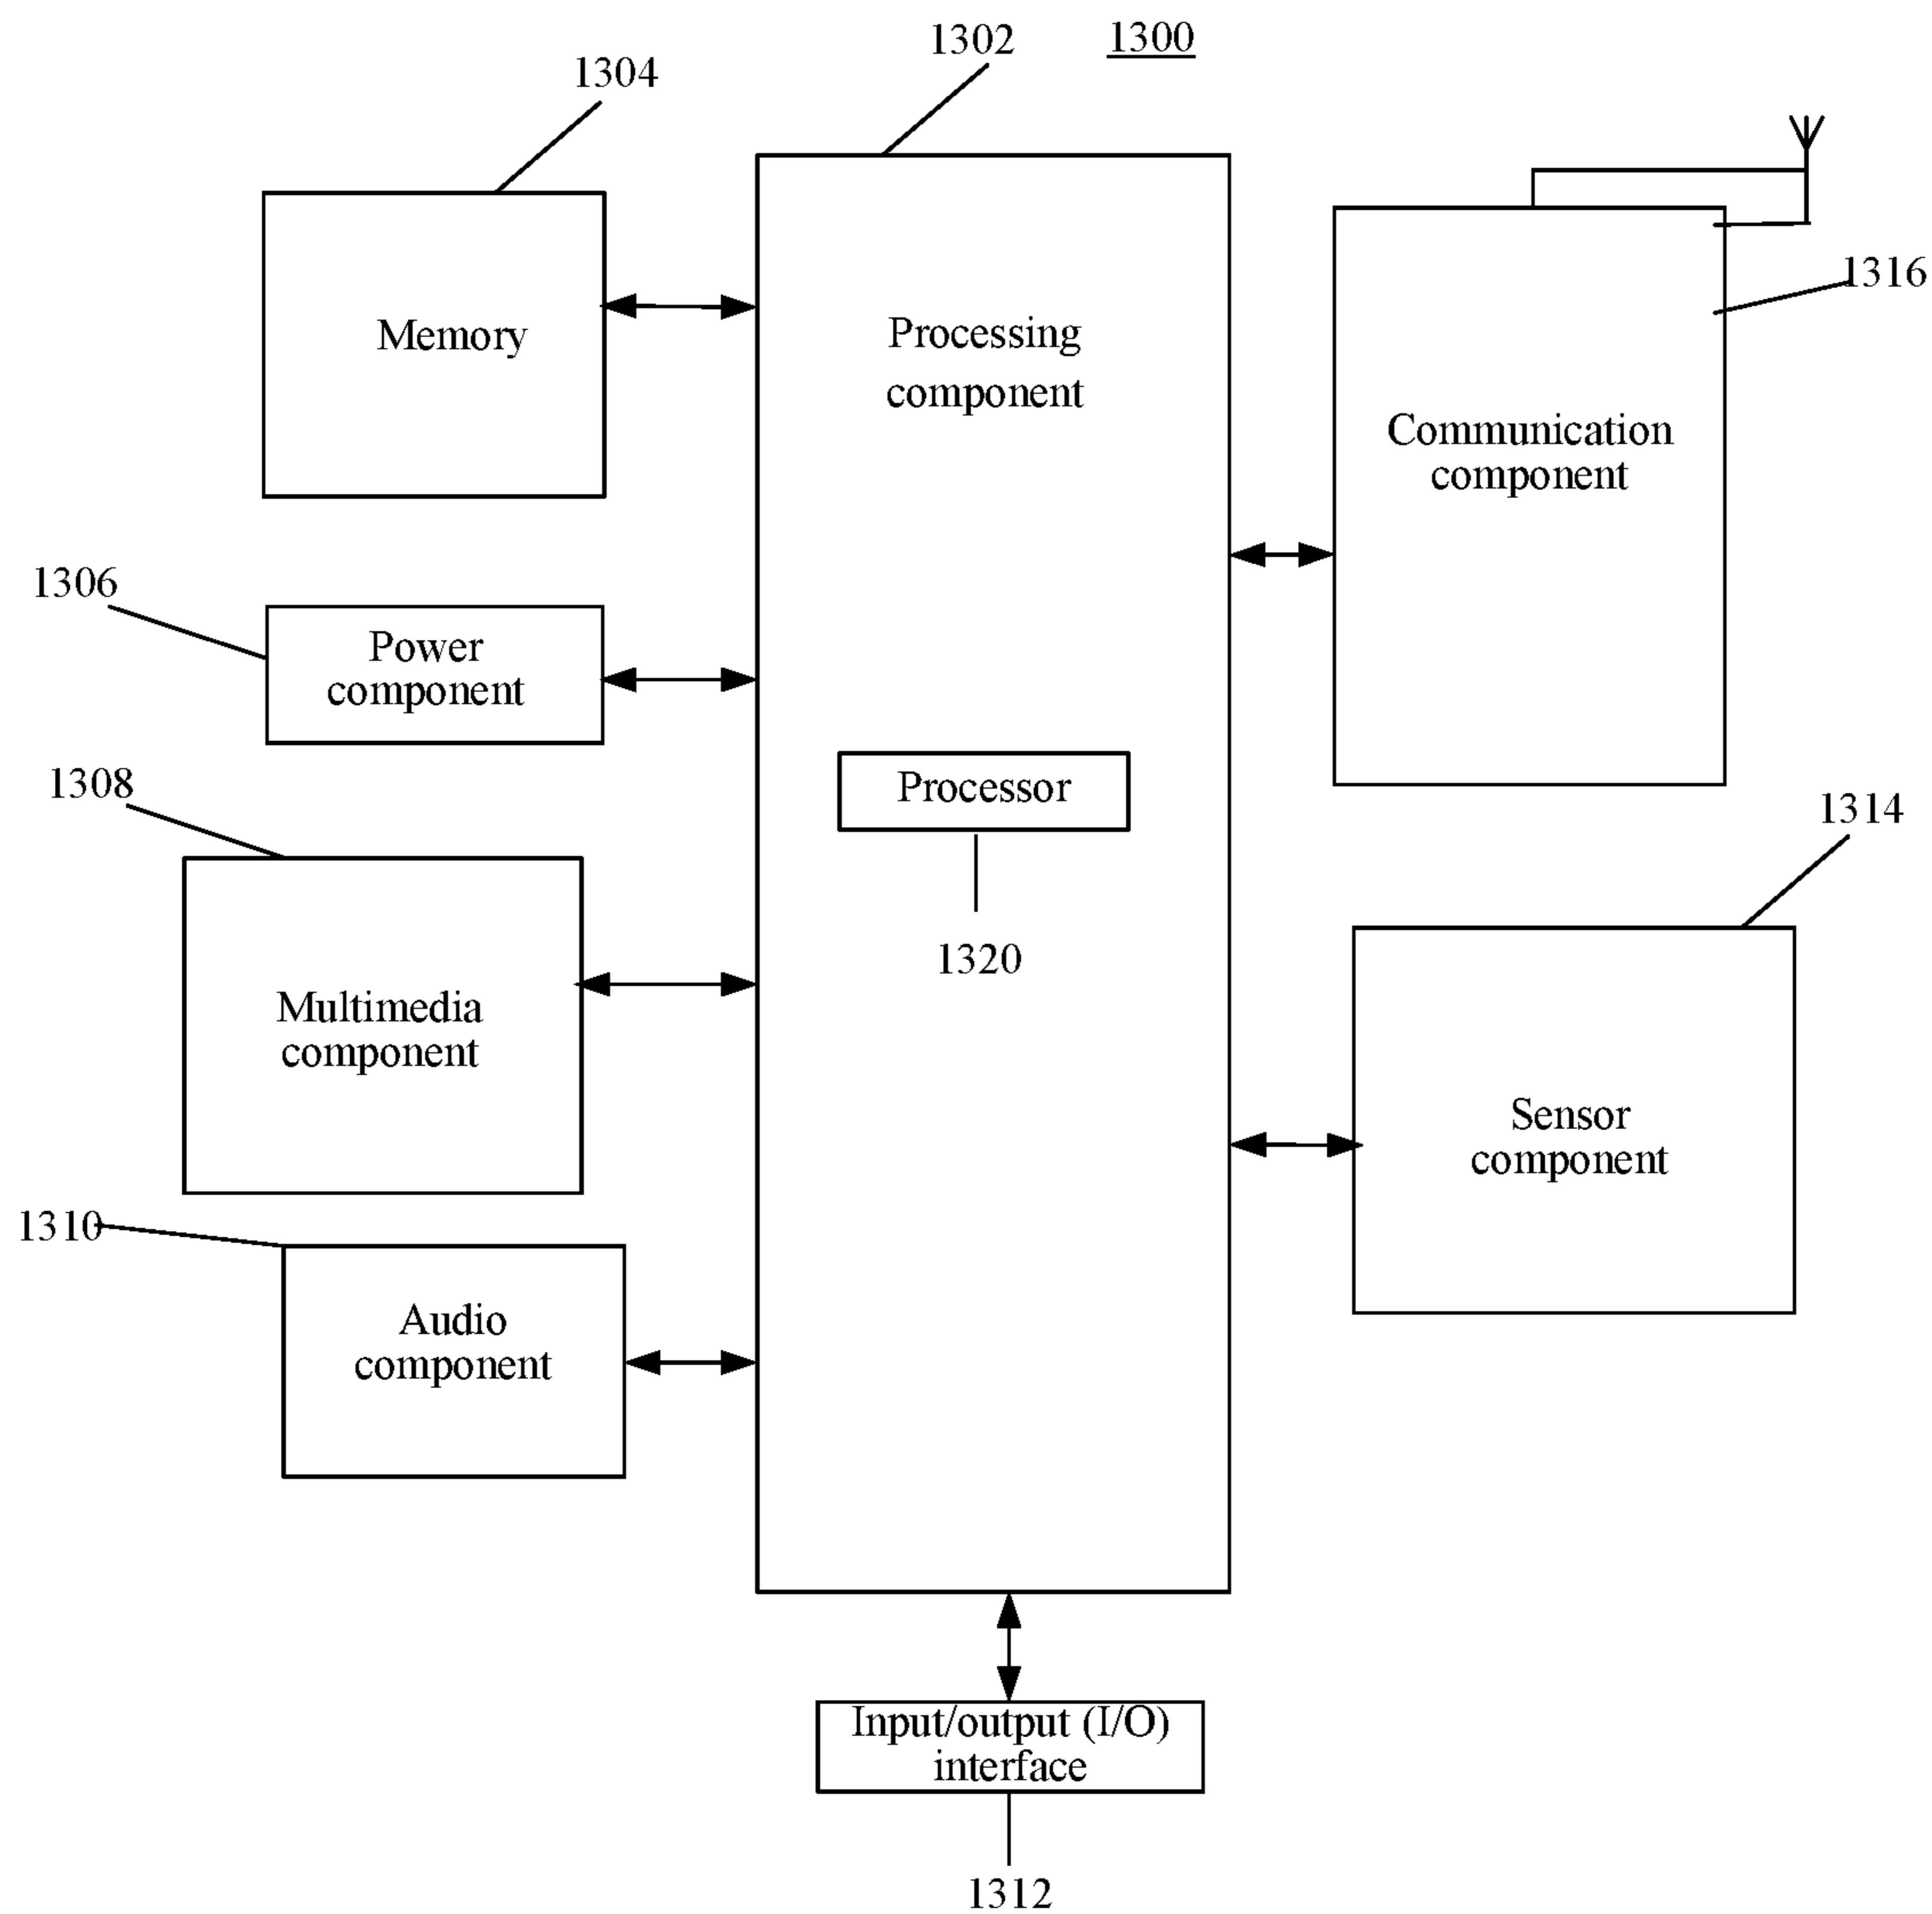 1302
1300
1304
1316
Memory
Processing
component
Communication
component
1306
Power
component
1308
Processor
1314
1320
Multimedia
component
Sensor
component
1310
Audio
component
Input/output (I/O)
interface
1312